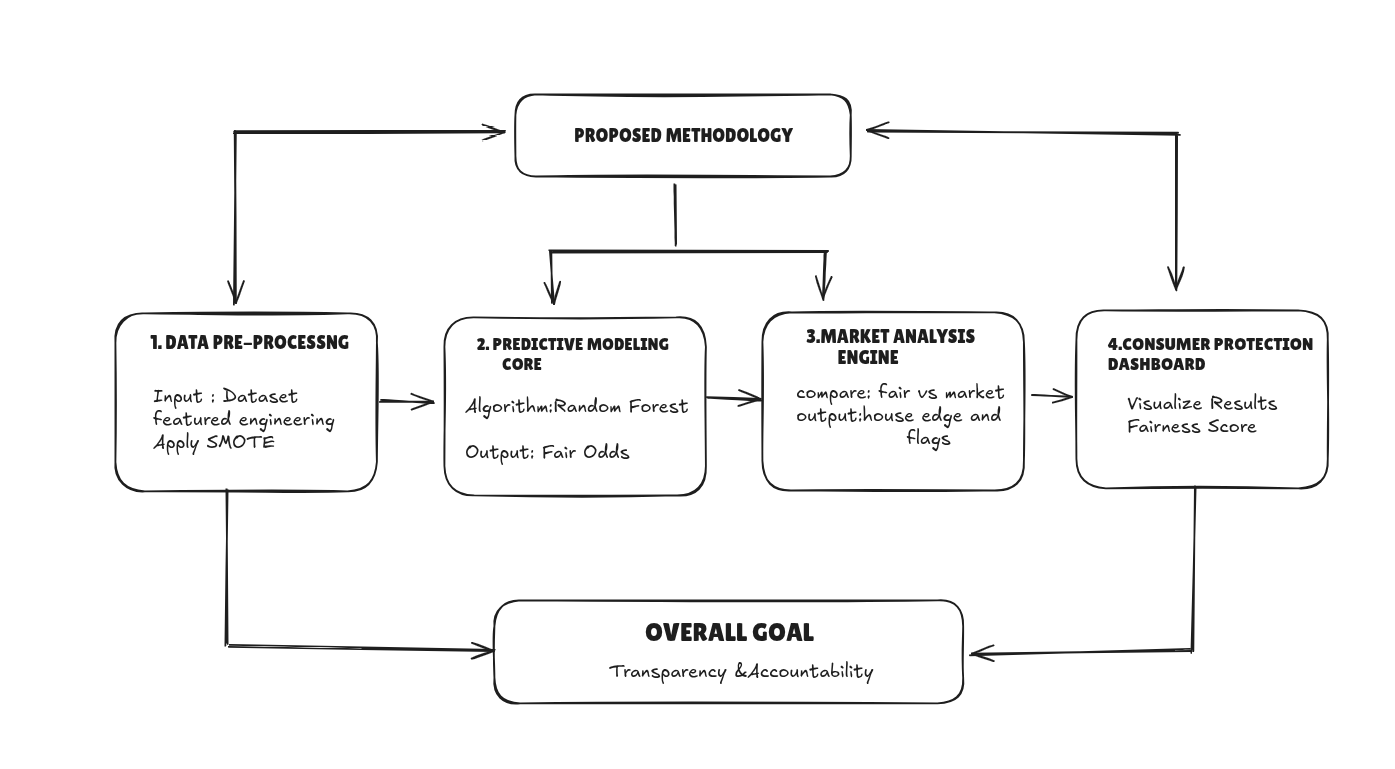 PROPOSED METHODOLOGY
1. DATA PRE-PROCESSNG
Input : Dataset
featured engineering
Apply SMOTE
2. PREDICTIVE MODELING
CORE
Algorithm:Random Forest
Output: Fair Odds
3.MARKET ANALYSIS
ENGINE
compare: fair vs market
output:house edge and
flags
4.CONSUMER PROTECTION
DASHBOARD
Visualize Results
Fairness Score
OVERALL GOAL
Transparency &Accountability